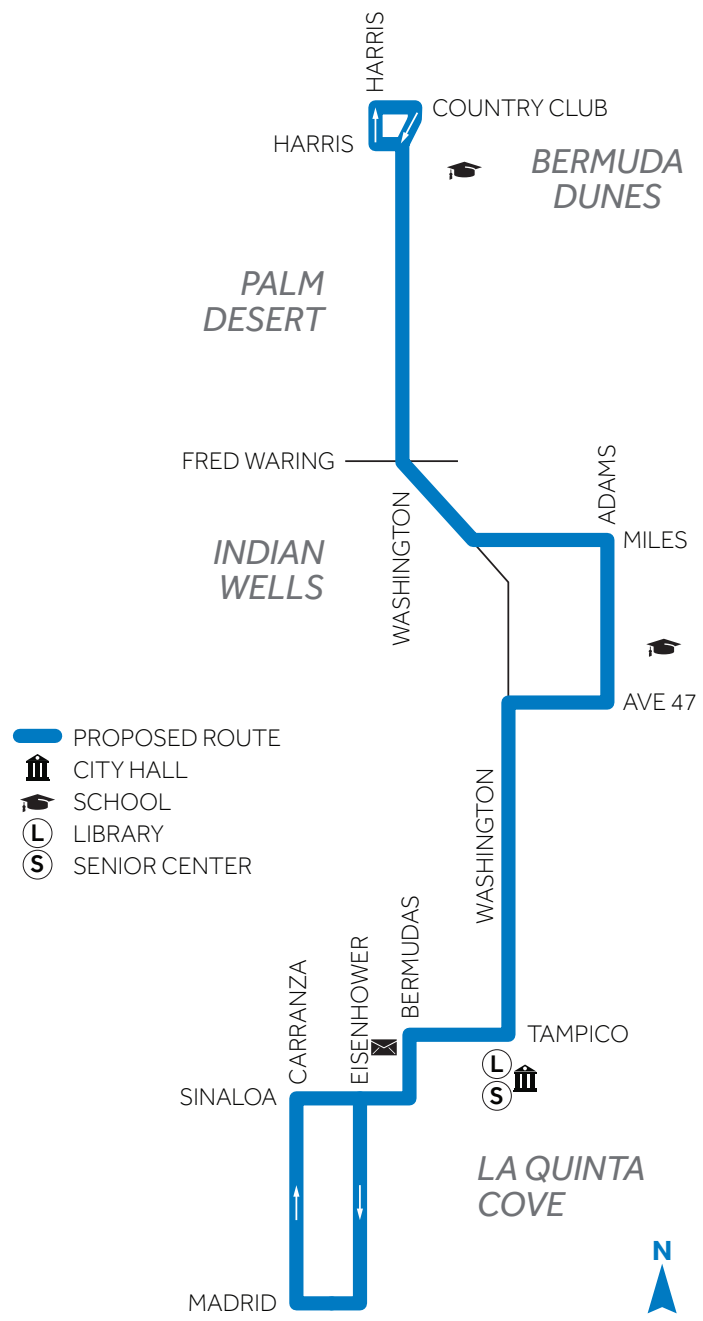 HARRIS
COUNTRY CLUB
HARRIS
BERMUDA
DUNES
PALM
DESERT
FRED WARING
ADAMS
WASHINGTON
MILES
INDIAN
WELLS
AVE 47
PROPOSED ROUTE
CITY HALL
SCHOOL
L LIBRARY
S SENIOR CENTER
WASHINGTON
BERMUDAS
EISENHOWER
CARRANZA
TAMPICO
L
S
SINALOA
LA QUINTA
COVE
N
MADRID